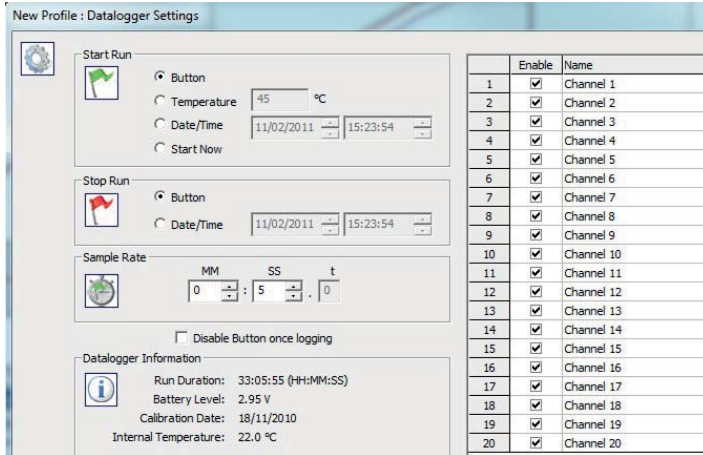 New Profile : Datalogger Settings
Start Run
Button
Temperature 45 °C
Date/Time 11/02/2011 15:23:54
Start Now
Stop Run
Button
Date/Time 11/02/2011 15:23:54
Sample Rate
MM SS t
0 : 5 . 0
Disable Button once logging
Datalogger Information
Run Duration: 33:05:55 (HH:MM:SS)
Battery Level: 2.95 V
Calibration Date: 18/11/2010
Internal Temperature: 22.0 °C
Enable Name
1 Channel 1
2 Channel 2
3 Channel 3
4 Channel 4
5 Channel 5
6 Channel 6
7 Channel 7
8 Channel 8
9 Channel 9
10 Channel 10
11 Channel 11
12 Channel 12
13 Channel 13
14 Channel 14
15 Channel 15
16 Channel 16
17 Channel 17
18 Channel 18
19 Channel 19
20 Channel 20